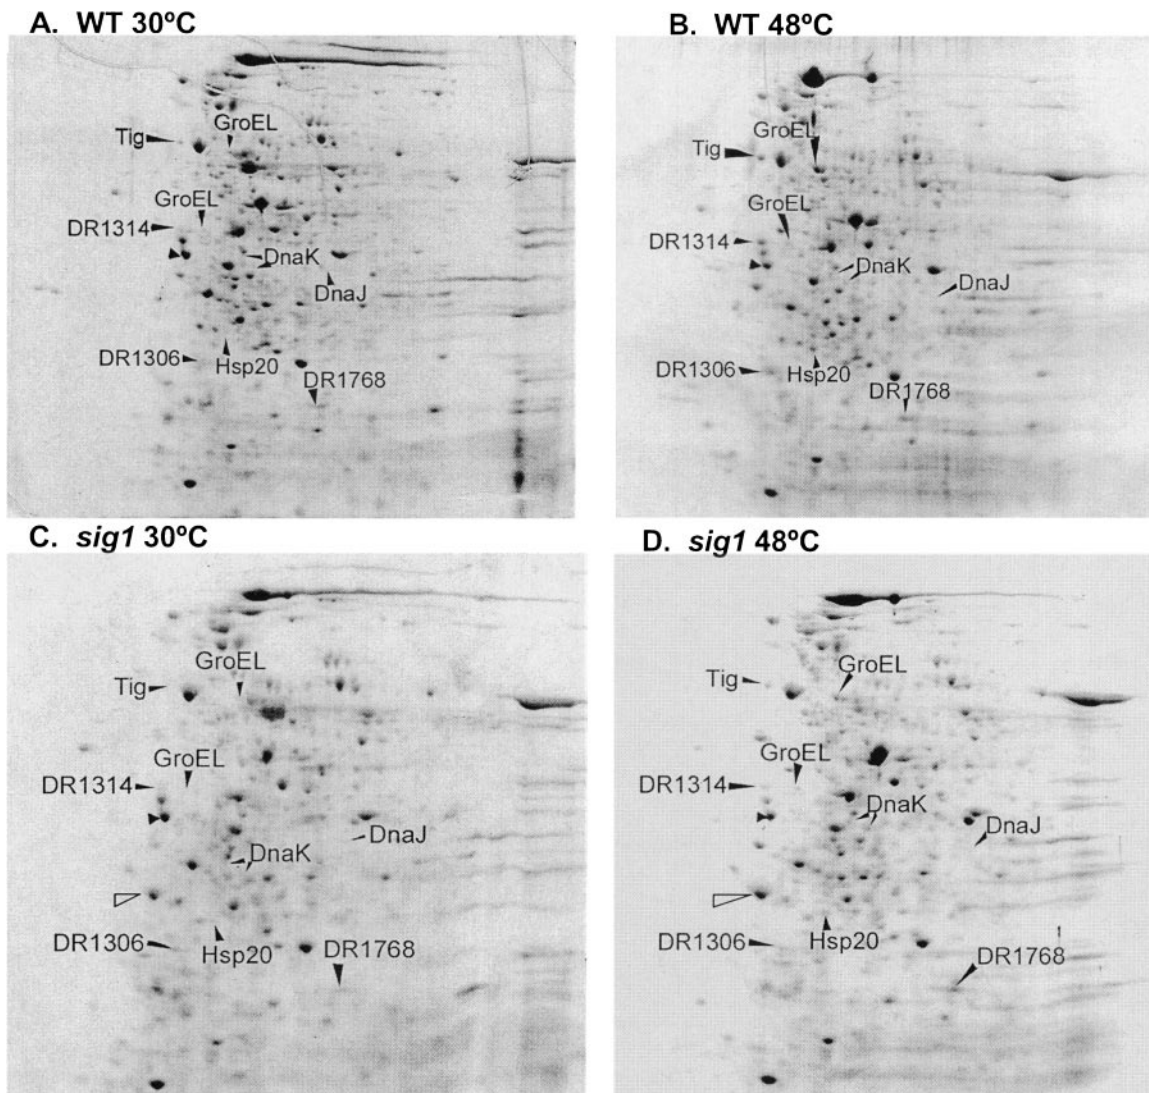 A. WT 30ºC
B. WT 48ºC
GroEL
Tig
GroEL
DR1314
DnaK
DnaJ
DR1306
Hsp20
DR1768
GroEL
Tig
GroEL
DR1314
DnaK
DnaJ
DR1306
Hsp20
DR1768
C. sig1 30ºC
D. sig1 48ºC
GroEL
Tig
GroEL
DR1314
DnaJ
DnaK
DR1306
Hsp20
DR1768
GroEL
Tig
GroEL
DR1314
DnaK
DnaJ
DR1306
Hsp20
DR1768